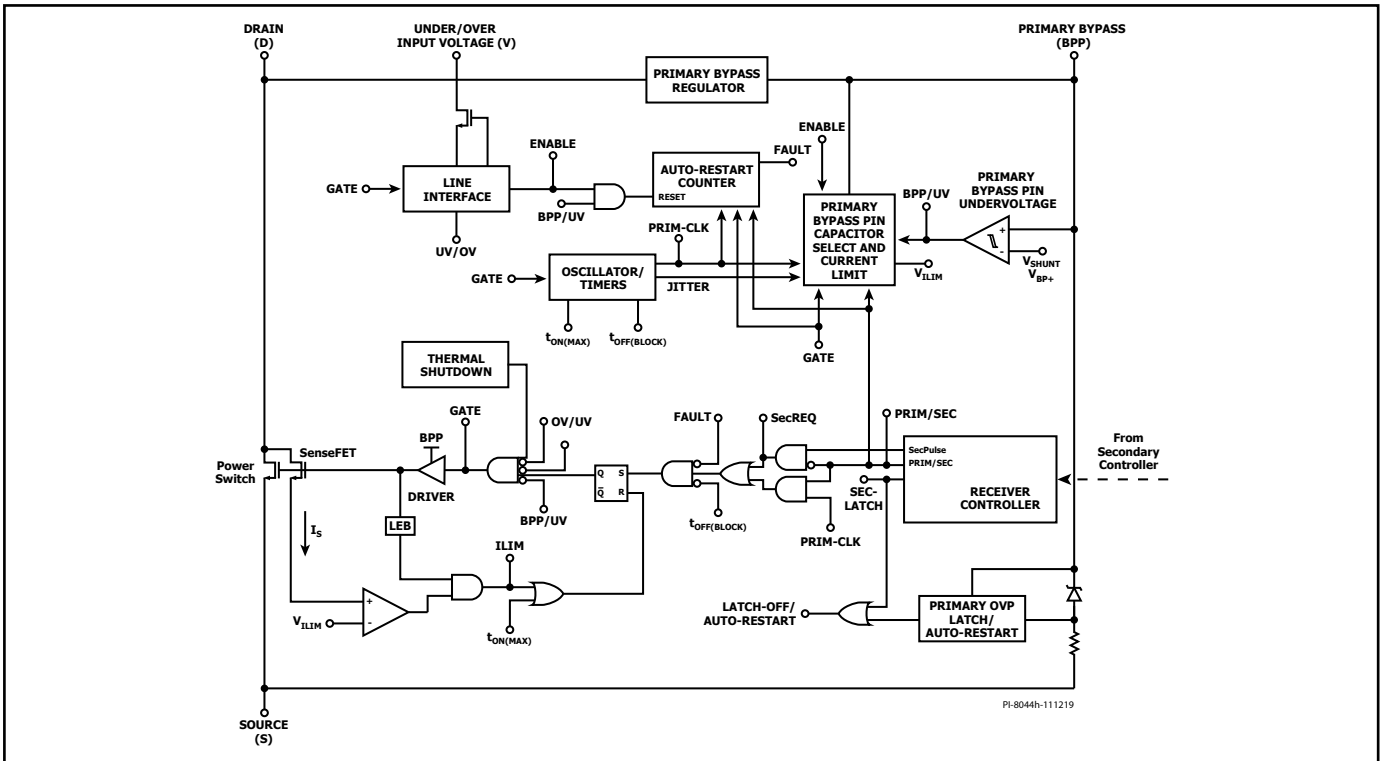 DRAIN
(D)
UNDER/OVER
INPUT VOLTAGE (V)
PRIMARY BYPASS
(BPP)
PRIMARY BYPASS
REGULATOR
ENABLE
FAULT
ENABLE
AUTO-RESTART
COUNTER
RESET
GATE
LINE
INTERFACE
BPP/UV
UV/OV
PRIMARY
BYPASS PIN
CAPACITOR
SELECT AND
CURRENT
LIMIT
PRIMARY
BYPASS PIN
UNDERVOLTAGE
BPP/UV
+
-
VSHUNT
VBP+
VILIM
PRIM-CLK
GATE
OSCILLATOR/
TIMERS
JITTER
tON(MAX)
tOFF(BLOCK)
GATE
THERMAL
SHUTDOWN
GATE
OV/UV
FAULT
SecREQ
PRIM/SEC
From
Secondary
Controller
BPP
SenseFET
Power
Switch
DRIVER
Q
S
Q̅
R
SecPulse
PRIM/SEC
RECEIVER
CONTROLLER
SEC-
LATCH
LEB
BPP/UV
tOFF(BLOCK)
PRIM-CLK
IS
ILIM
+
-
VILIM
tON(MAX)
LATCH-OFF/
AUTO-RESTART
PRIMARY OVP
LATCH/
AUTO-RESTART
SOURCE
(S)
PI-8044h-111219